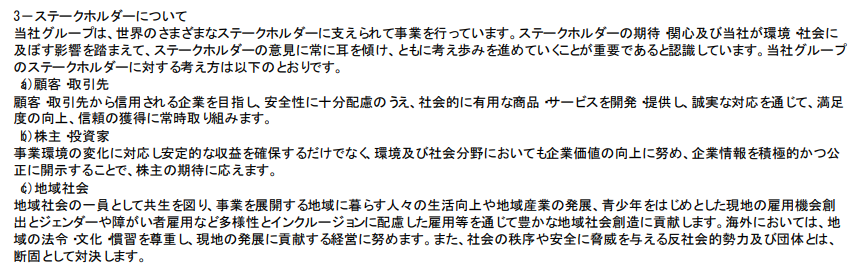 3－ステークホルダーについて
当社グループは、世界のさまざまなステークホルダーに支えられて事業を行っています。ステークホルダーの期待・関心及び当社が環境・社会に
及ぼす影響を踏まえて、ステークホルダーの意見に常に耳を傾け、ともに考え歩みを進めていくことが重要であると認識しています。当社グループ
のステークホルダーに対する考え方は以下のとおりです。
a)顧客・取引先
顧客・取引先から信用される企業を目指し、安全性に十分配慮のうえ、社会的に有用な商品・サービスを開発・提供し、誠実な対応を通じて、満足
度の向上、信頼の獲得に常時取り組みます。
b)株主・投資家
事業環境の変化に対応し安定的な収益を確保するだけでなく、環境及び社会分野においても企業価値の向上に努め、企業情報を積極的かつ公
正に開示することで、株主の期待に応えます。
c)地域社会
地域社会の一員として共生を図り、事業を展開する地域に暮らす人々の生活向上や地域産業の発展、青少年をはじめとした現地の雇用機会創
出とジェンダーや障がい者雇用など多様性とインクルージョンに配慮した雇用等を通じて豊かな地域社会創造に貢献します。海外においては、地
域の法令・文化・慣習を尊重し、現地の発展に貢献する経営に努めます。また、社会の秩序や安全に脅威を与える反社会的勢力及び団体とは、
断固として対決します。